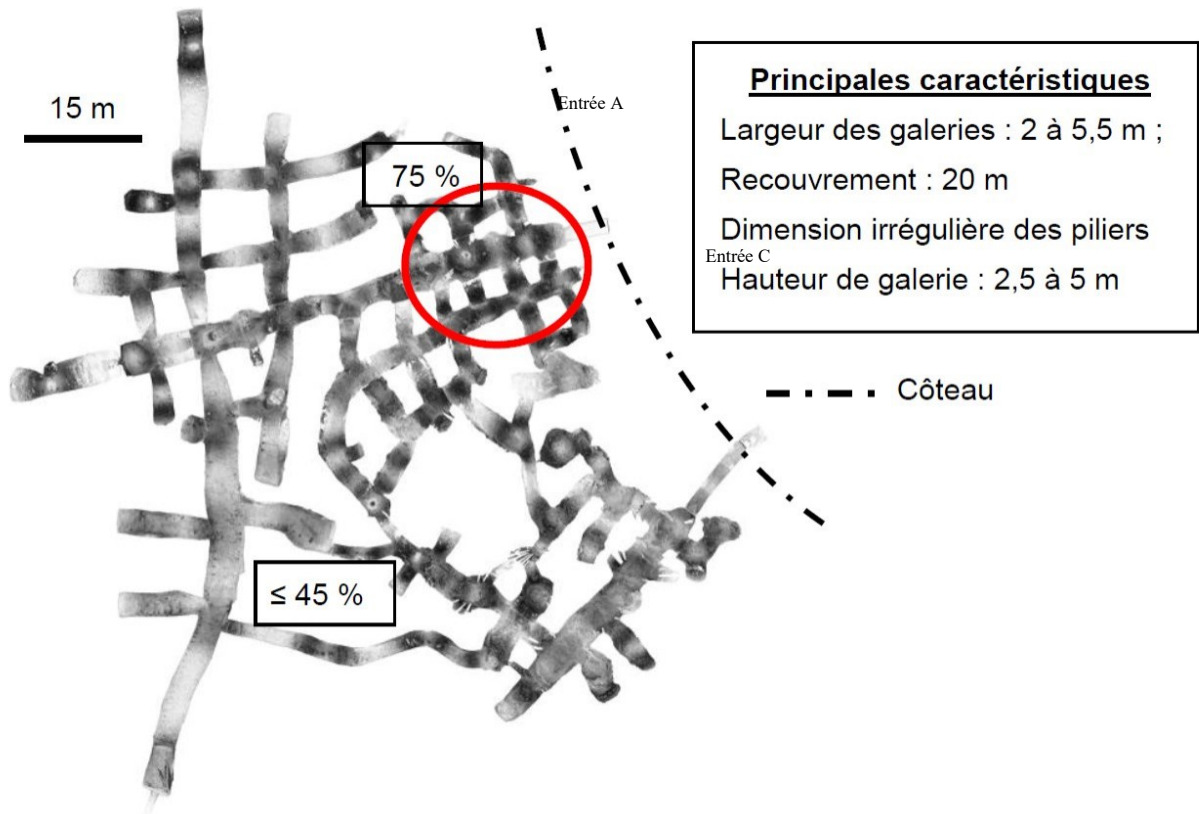 15 m
Entrée A
75 %
Principales caractéristiques
Largeur des galeries : 2 à 5,5 m ;
Recouvrement : 20 m
Dimension irrégulière des piliers
Entrée C
Hauteur de galerie : 2,5 à 5 m
Côteau
≤ 45 %